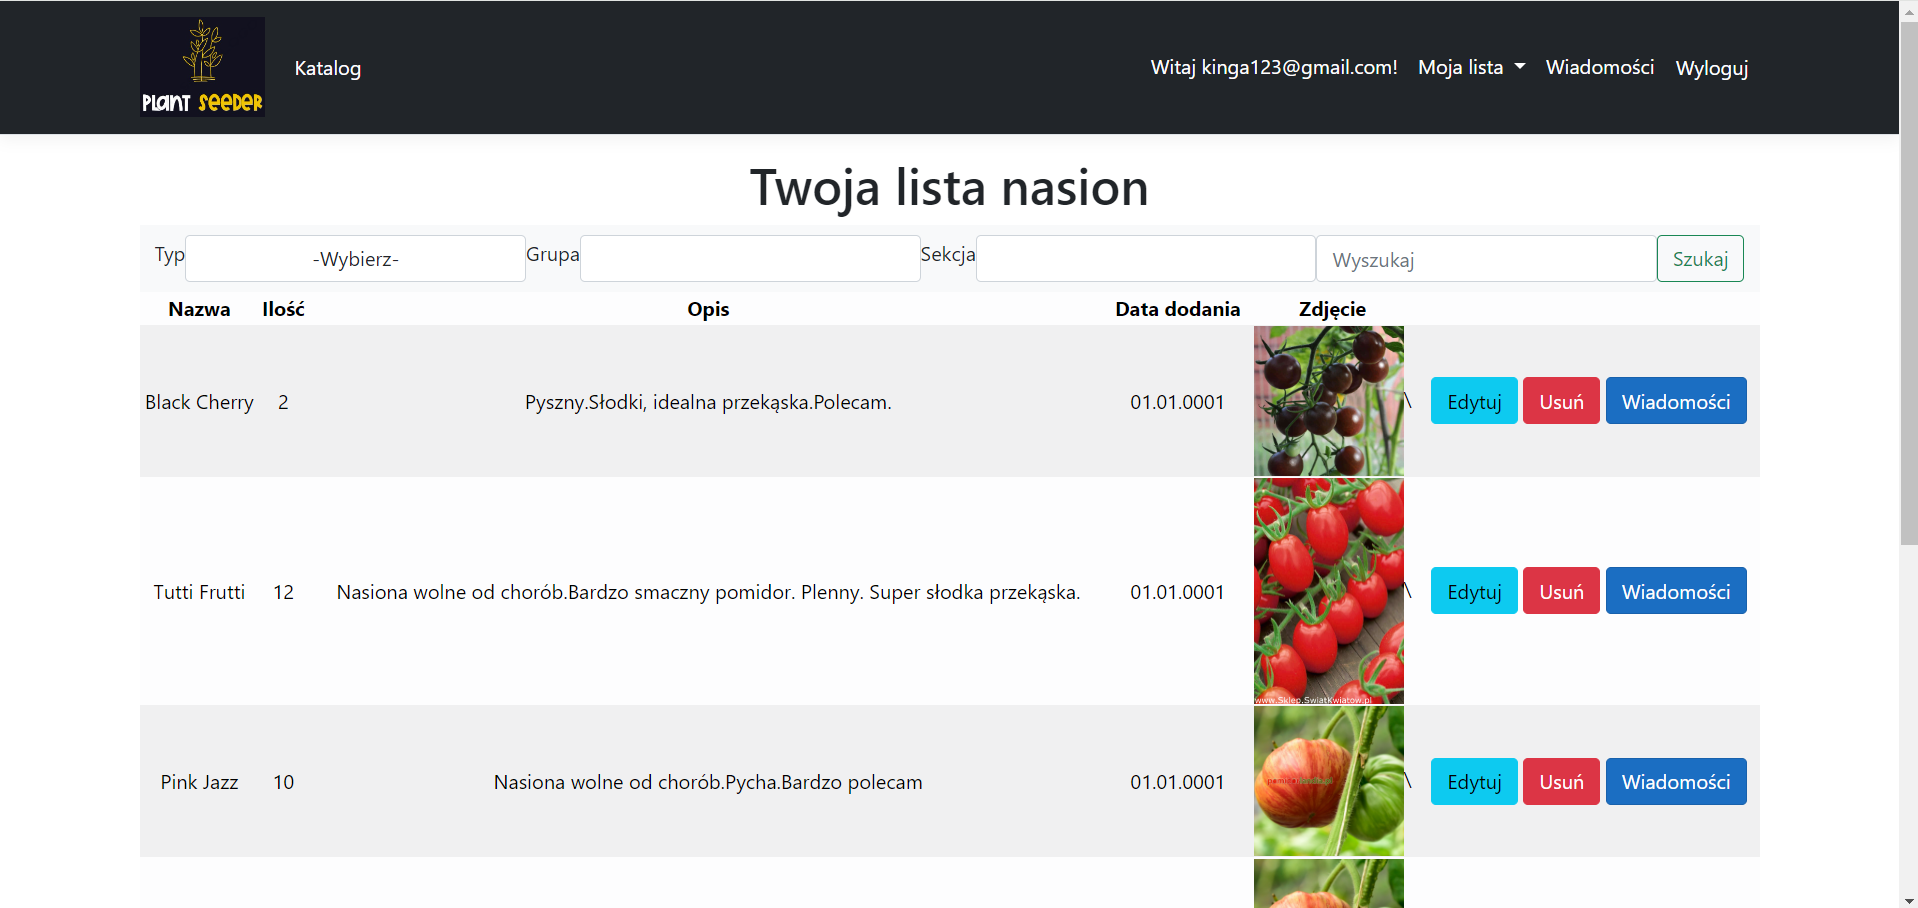 PLANT SEEDER
Katalog
Witaj kinga123@gmail.com!
Moja lista
Wiadomości
Wyloguj
Twoja lista nasion
Typ -Wybierz- Grupa Sekcja Wyszukaj Szukaj
Nazwa Ilość Opis Data dodania Zdjęcie
Black Cherry 2 Pyszny.Słodki, idealna przekąska.Polecam. 01.01.0001 \ Edytuj Usuń Wiadomości
Tutti Frutti 12 Nasiona wolne od chorób.Bardzo smaczny pomidor. Plenny. Super słodka przekąska. 01.01.0001 \ Edytuj Usuń Wiadomości
www.Sklep.SwiatKwiatow.pl
Pink Jazz 10 Nasiona wolne od chorób.Pycha.Bardzo polecam 01.01.0001 \ Edytuj Usuń Wiadomości